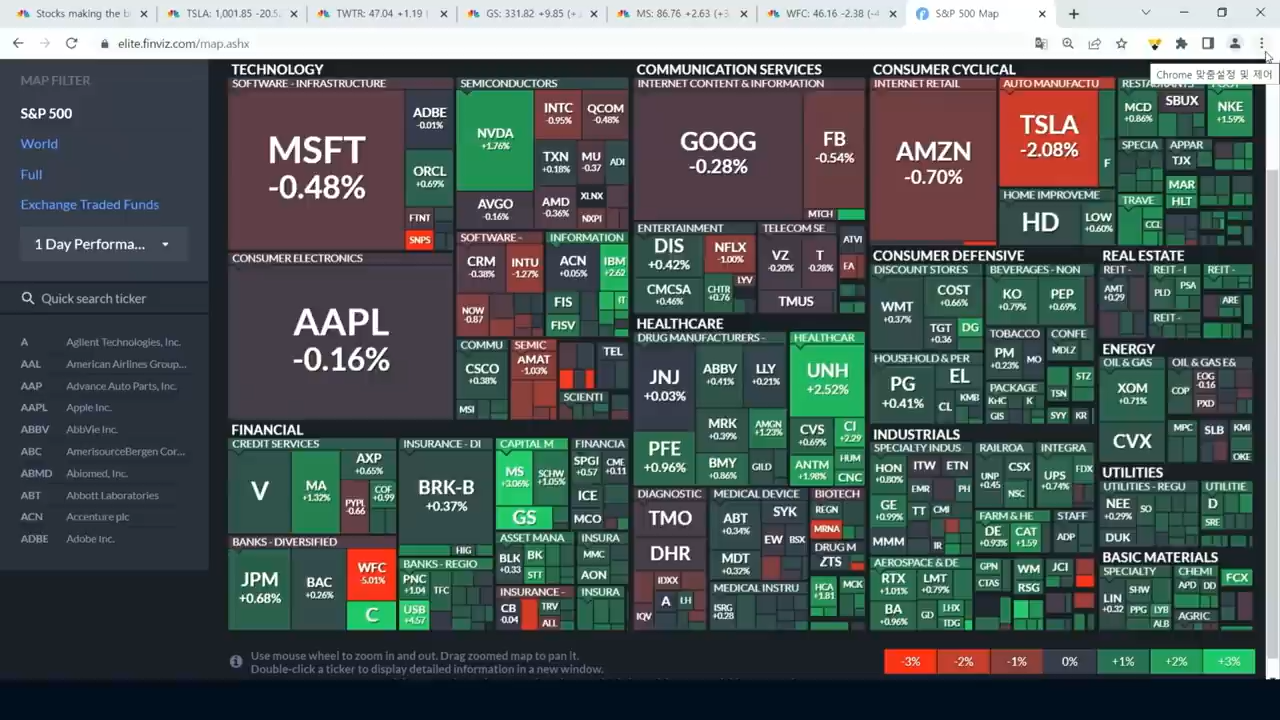 Stocks making the b
TSLA: 1,001.85 -20.5
TWTR: 47.04 +1.19 (
GS: 331.82 +9.85 (+
MS: 86.76 +2.63 (+3
WFC: 46.16 -2.38 (-4
S&P 500 Map
elite.finviz.com/map.ashx
Chrome 맞춤설정 및 제어
MAP FILTER
S&P 500
World
Full
Exchange Traded Funds
1 Day Performa...
Quick search ticker
A Agilent Technologies, Inc.
AAL American Airlines Group...
AAP Advance Auto Parts, Inc.
AAPL Apple Inc.
ABBV AbbVie Inc.
ABC AmerisourceBergen Cor...
ABMD Abiomed, Inc.
ABT Abbott Laboratories
ACN Accenture plc
ADBE Adobe Inc.
TECHNOLOGY
SOFTWARE - INFRASTRUCTURE
MSFT
-0.48%
ADBE
-0.01%
ORCL
+0.69%
FTNT
SNPS
CONSUMER ELECTRONICS
AAPL
-0.16%
SEMICONDUCTORS
NVDA
+1.76%
INTC
-0.95%
QCOM
-0.48%
TXN
+0.18%
MU
-0.37
ADI
AVGO
-0.16%
AMD
-0.36%
XLNX
NXPI
SOFTWARE -
CRM
-0.38%
INTU
-1.27%
NOW
-0.87
INFORMATION
ACN
+0.05%
IBM
+2.62
FIS
IT
FISV
COMMU
CSCO
+0.38%
MSI
SEMIC
AMAT
-1.03%
TEL
SCIENTI
COMMUNICATION SERVICES
INTERNET CONTENT & INFORMATION
GOOG
-0.28%
FB
-0.54%
MTCH
ENTERTAINMENT
DIS
+0.42%
NFLX
-1.00%
CMCSA
+0.46%
CHTR
+0.76
LYV
TELECOM SE
VZ
-0.20%
T
-0.28%
TMUS
ATVI
EA
CONSUMER CYCLICAL
INTERNET RETAIL
AMZN
-0.70%
AUTO MANUFACTU
TSLA
-2.08%
F
HOME IMPROVEME
HD
LOW
+0.60%
RESTAURANTS
MCD
+0.86%
SBUX
FOOT
NKE
+1.59%
SPECIA
APPAR
TJX
MAR
HLT
TRAVE
CCL
HEALTHCARE
DRUG MANUFACTURERS -
JNJ
+0.03%
ABBV
+0.41%
LLY
+0.21%
PFE
+0.96%
MRK
+0.39%
AMGN
+1.23%
BMY
+0.86%
GILD
HEALTHCAR
UNH
+2.52%
CVS
+0.69%
CI
+2.29
ANTM
+1.98%
HUM
CNC
DIAGNOSTIC
TMO
DHR
IDXX
IQV
A
LH
MEDICAL DEVICE
ABT
+0.34%
SYK
EW
BSX
MDT
+0.32%
MEDICAL INSTRU
ISRG
+0.28
BIOTECH
REGN
MRNA
DRUG M
ZTS
HCA
+1.81
MCK
CONSUMER DEFENSIVE
DISCOUNT STORES
WMT
+0.37%
COST
+0.66%
TGT
+0.36
DG
BEVERAGES - NON
KO
+0.79%
PEP
+0.69%
TOBACCO
PM
+0.23%
MO
CONFE
MDLZ
HOUSEHOLD & PER
PG
+0.41%
EL
CL
KMB
PACKAGE
KHC
K
GIS
STZ
TSN
SYY
KR
REAL ESTATE
REIT -
REIT - I
REIT -
AMT
+0.29
PLD
PSA
ARE
REIT -
ENERGY
OIL & GAS
XOM
+0.71%
CVX
OIL & GAS E&
COP
EOG
-0.16
PXD
MPC
SLB
KMI
OKE
FINANCIAL
CREDIT SERVICES
V
MA
+1.32%
AXP
+0.65%
PYPL
-0.66
COF
+0.99
INSURANCE - DI
BRK-B
+0.37%
HIG
CAPITAL M
MS
+3.06%
SCHW
+1.05%
GS
FINANCIA
SPGI
+0.57
CME
+0.11
ICE
MCO
BANKS - DIVERSIFIED
JPM
+0.68%
BAC
+0.26%
WFC
-5.01%
C
BANKS - REGIO
PNC
+1.04
TFC
USB
+4.57
ASSET MANA
BLK
+0.33
BK
STT
INSURA
MMC
AON
INSURANCE -
CB
-0.04
TRV
ALL
INSURA
INDUSTRIALS
SPECIALTY INDUS
HON
+0.80%
ITW
ETN
EMR
PH
GE
+0.99%
TT
CMI
MMM
IR
RAILROA
UNP
+0.45
CSX
NSC
INTEGRA
UPS
+0.74%
FDX
FARM & HE
DE
+0.93%
CAT
+1.59
STAFF
ADP
AEROSPACE & DE
RTX
+1.01%
LMT
+0.79%
BA
+0.96%
GD
LHX
TDG
GPN
CTAS
WM
RSG
JCI
UTILITIES
UTILITIES - REGU
NEE
+0.29%
SO
DUK
UTILITIE
D
SRE
BASIC MATERIALS
SPECIALTY
LIN
+0.32
SHW
PPG
LYB
ALB
CHEMI
APD
DD
FCX
AGRIC
Use mouse wheel to zoom in and out. Drag zoomed map to pan it.
Double-click a ticker to display detailed information in a new window.
-3% -2% -1% 0% +1% +2% +3%